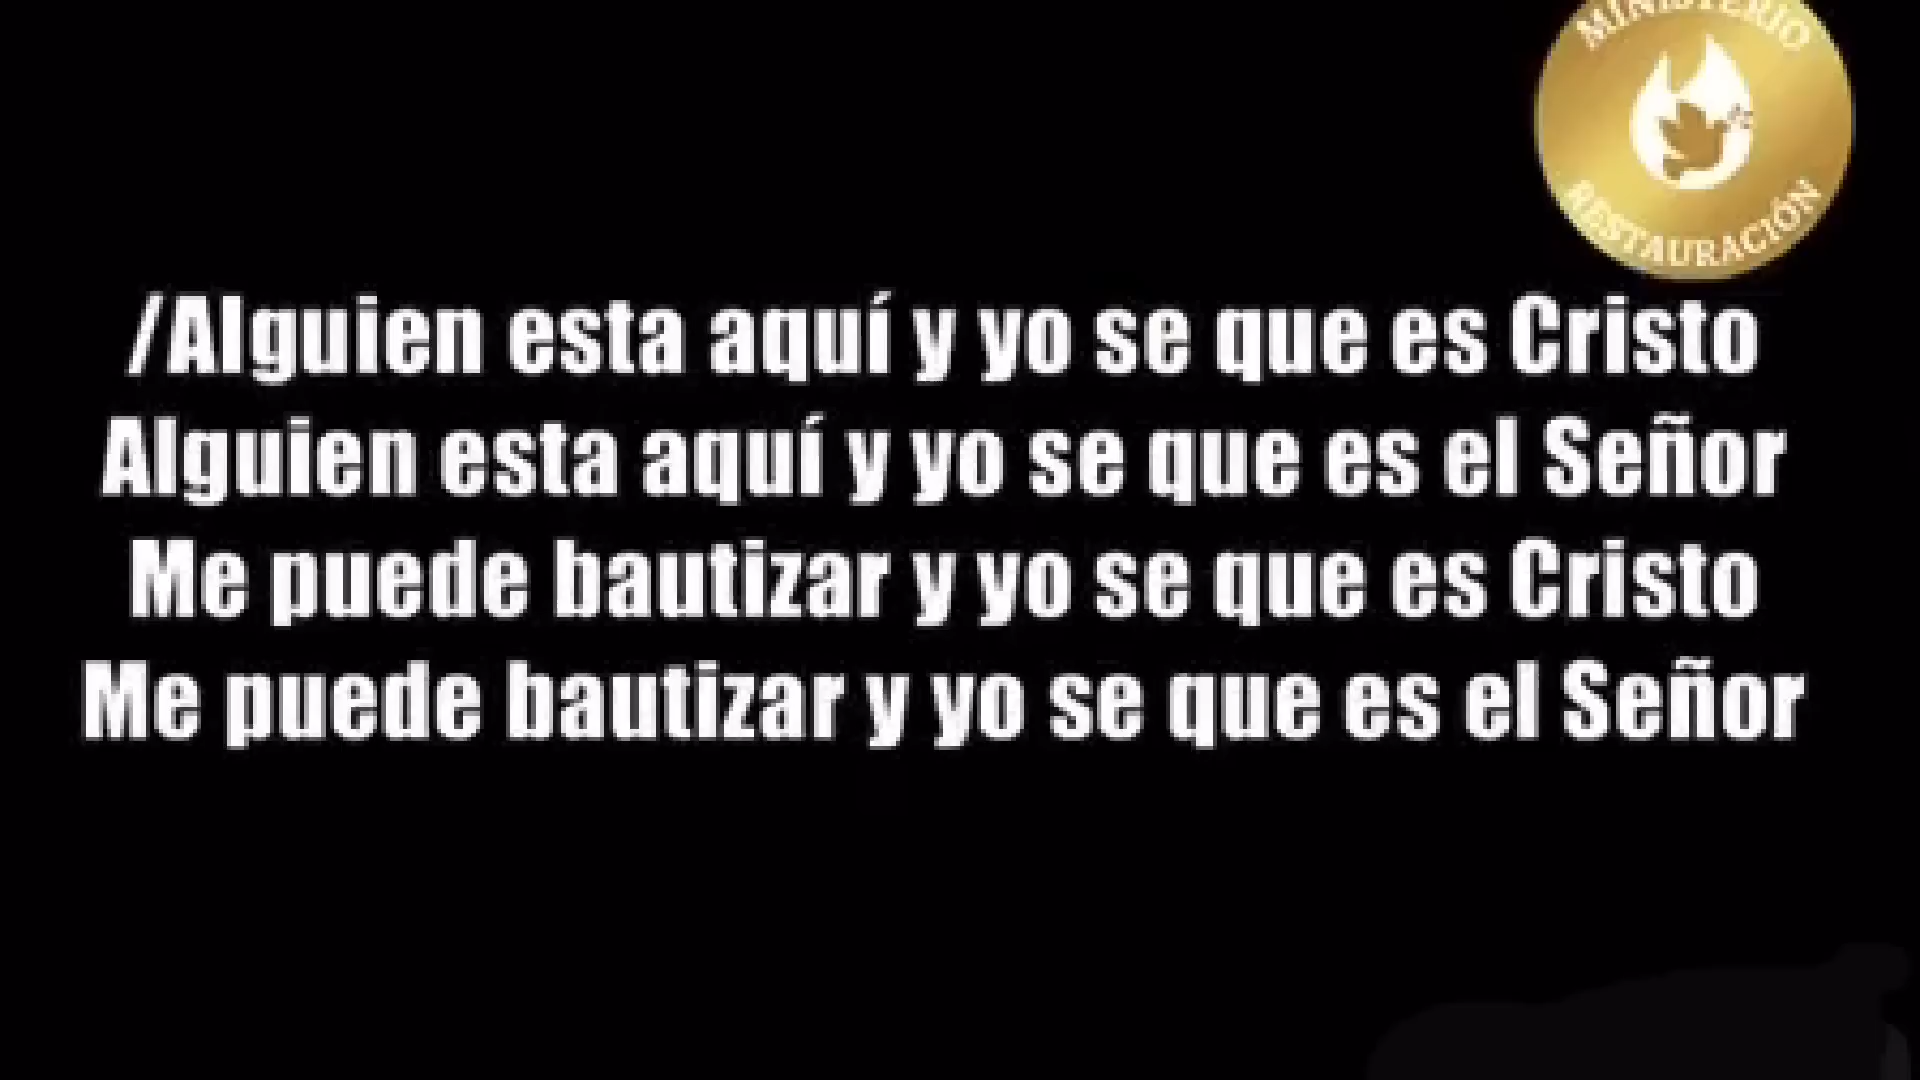 MINISTERIO
RESTAURACIÓN
/Alguien esta aquí y yo se que es Cristo
Alguien esta aquí y yo se que es el Señor
Me puede bautizar y yo se que es Cristo
Me puede bautizar y yo se que es el Señor